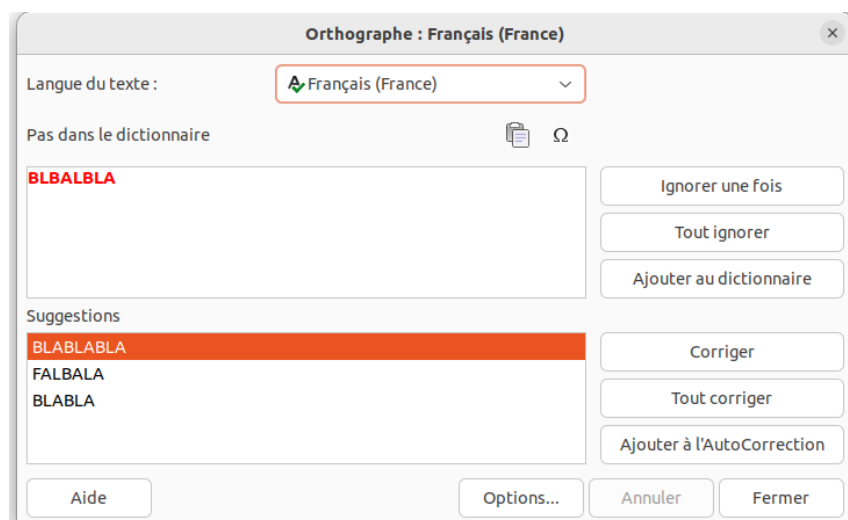 Orthographe : Français (France)
Langue du texte :
Français (France)
Pas dans le dictionnaire
Ω
BLBALBLA
Ignorer une fois
Tout ignorer
Ajouter au dictionnaire
Suggestions
BLABLABLA
FALBALA
BLABLA
Corriger
Tout corriger
Ajouter à l'AutoCorrection
Aide
Options...
Annuler
Fermer